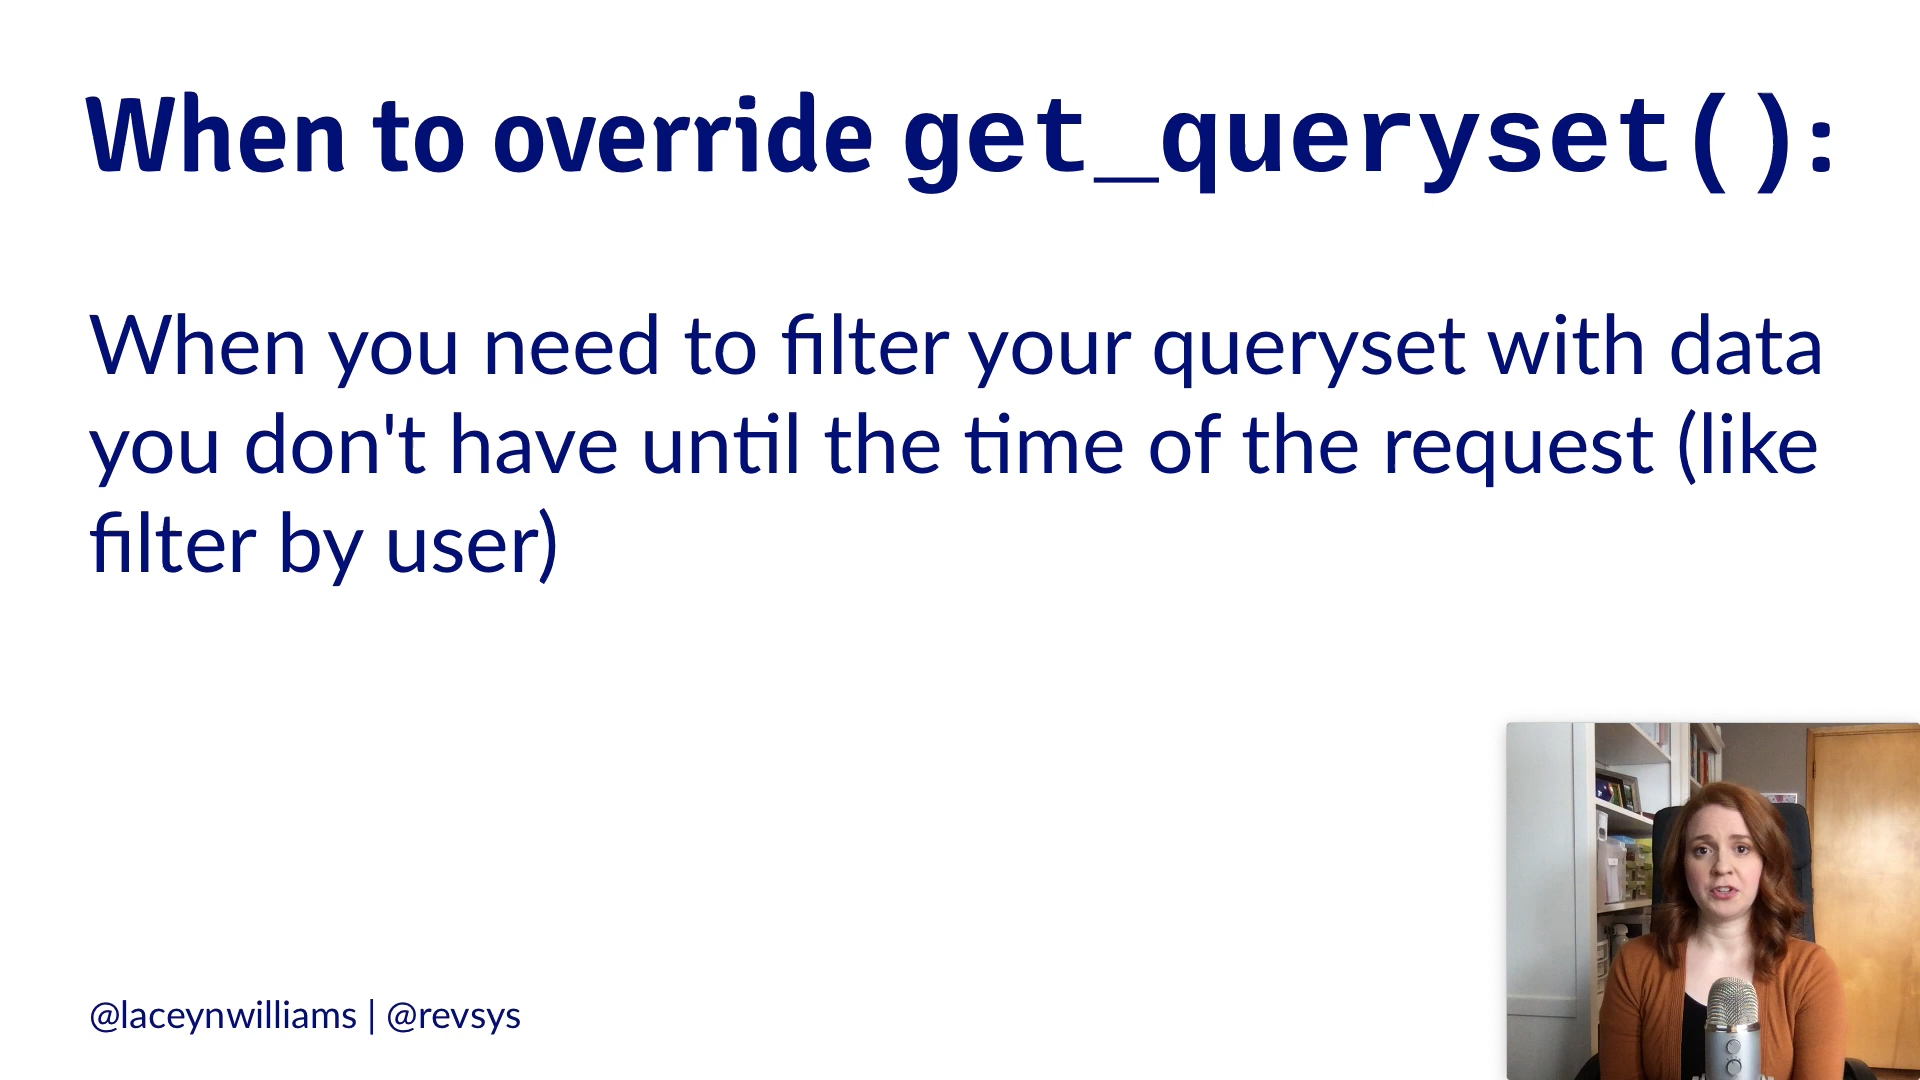 When to override get_queryset():
When you need to filter your queryset with data
you don't have until the time of the request (like
filter by user)
@laceynwilliams | @revsys